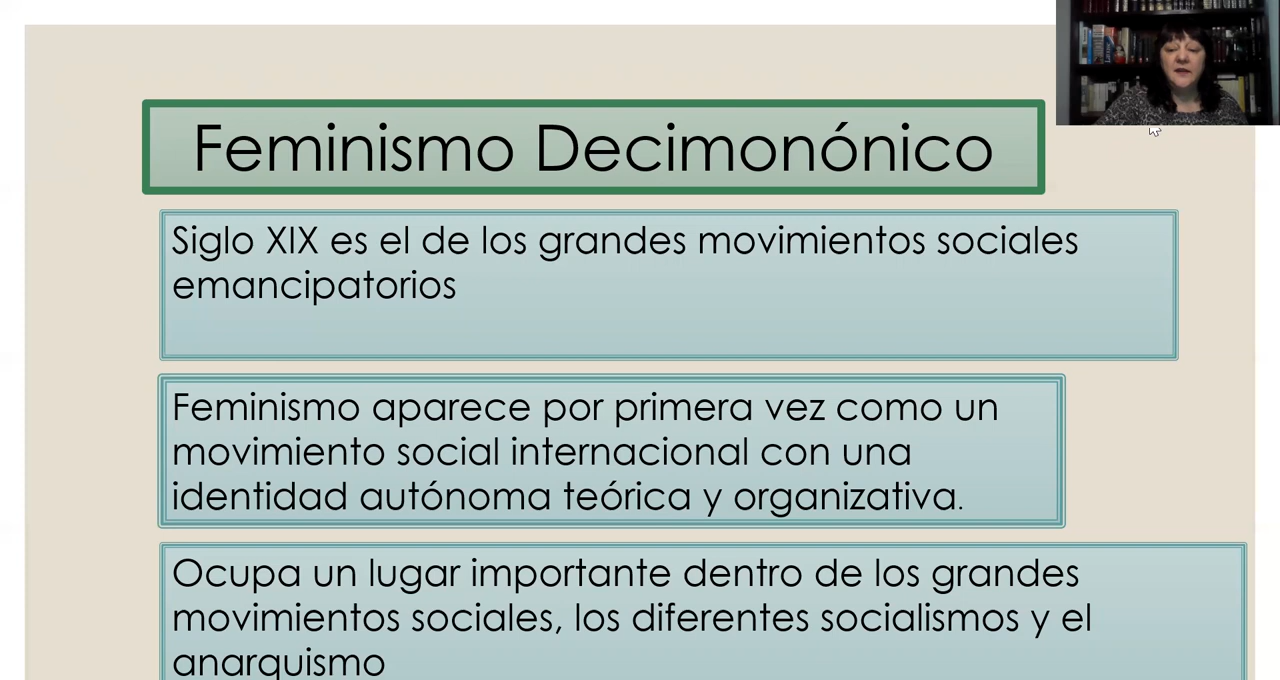 Feminismo Decimonónico
Siglo XIX es el de los grandes movimientos sociales
emancipatorios
Feminismo aparece por primera vez como un
movimiento social internacional con una
identidad autónoma teórica y organizativa.
Ocupa un lugar importante dentro de los grandes
movimientos sociales, los diferentes socialismos y el
anarquismo